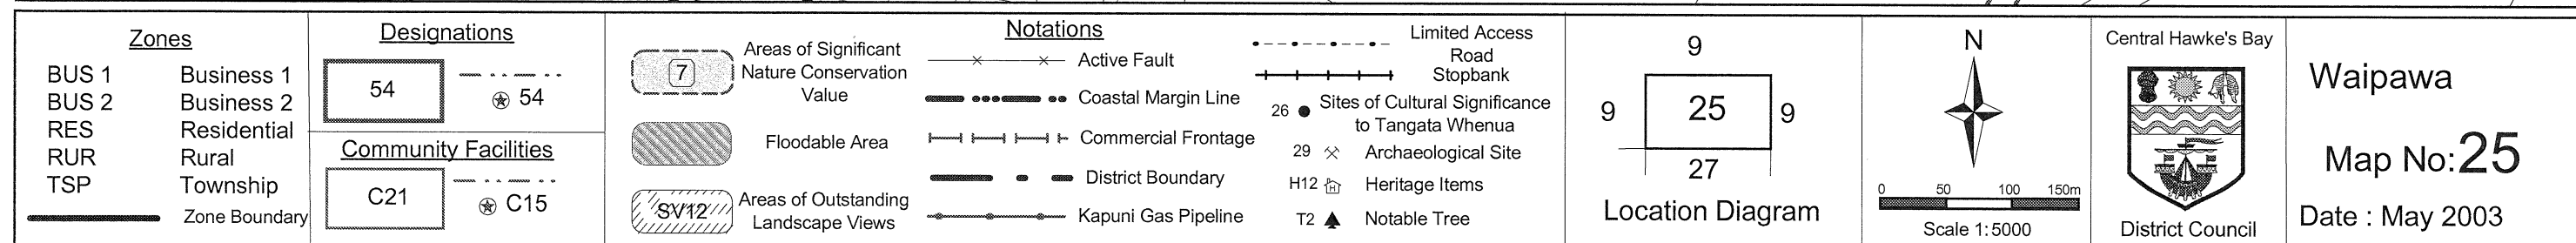 Zones
BUS 1 Business 1
BUS 2 Business 2
RES Residential
RUR Rural
TSP Township
Zone Boundary
Designations
54
54
Community Facilities
C21
C15
Notations
7
Areas of Significant
Nature Conservation
Value
Floodable Area
SV12
Areas of Outstanding
Landscape Views
Active Fault
Coastal Margin Line
Commercial Frontage
District Boundary
Kapuni Gas Pipeline
Limited Access
Road
Stopbank
26 Sites of Cultural Significance
to Tangata Whenua
29 Archaeological Site
H12 H Heritage Items
T2 Notable Tree
9
9 25 9
27
Location Diagram
N
0 50 100 150m
Scale 1:5000
Central Hawke's Bay
District Council
Waipawa
Map No:25
Date : May 2003